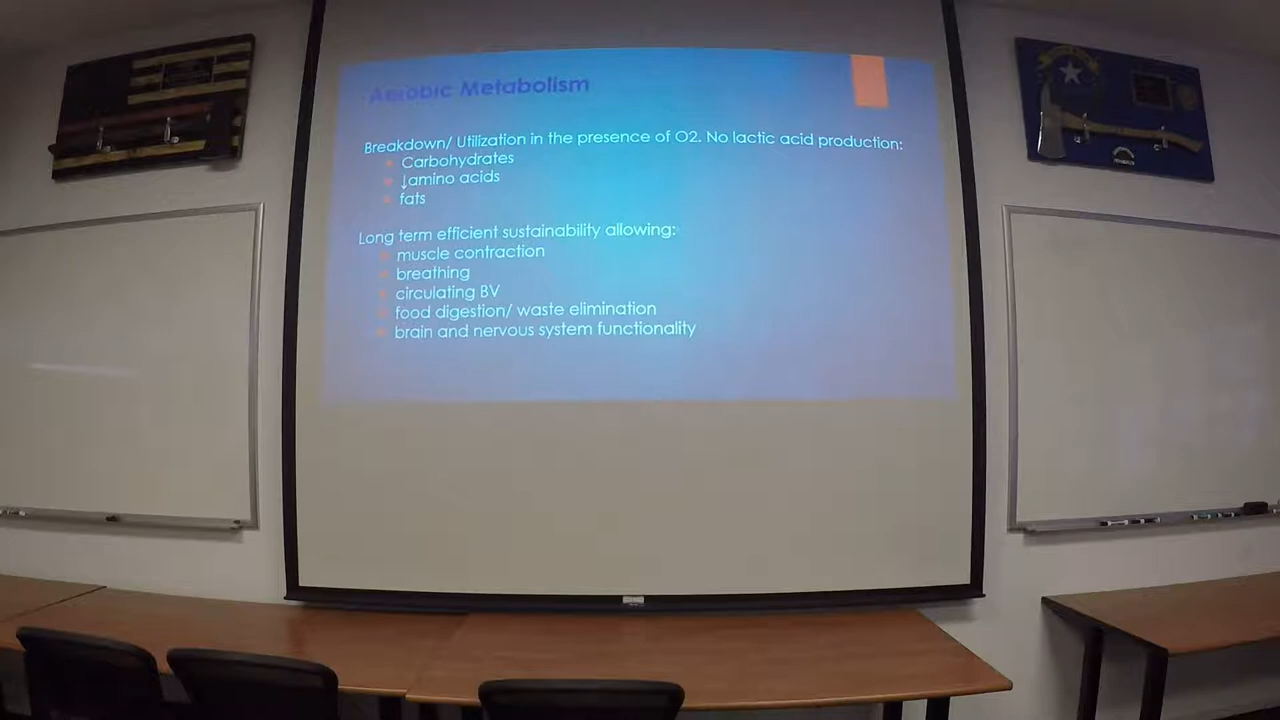 Aerobic Metabolism
Breakdown/ Utilization in the presence of O2. No lactic acid production:
Carbohydrates
↓amino acids
fats
Long term efficient sustainability allowing:
muscle contraction
breathing
circulating BV
food digestion/ waste elimination
brain and nervous system functionality